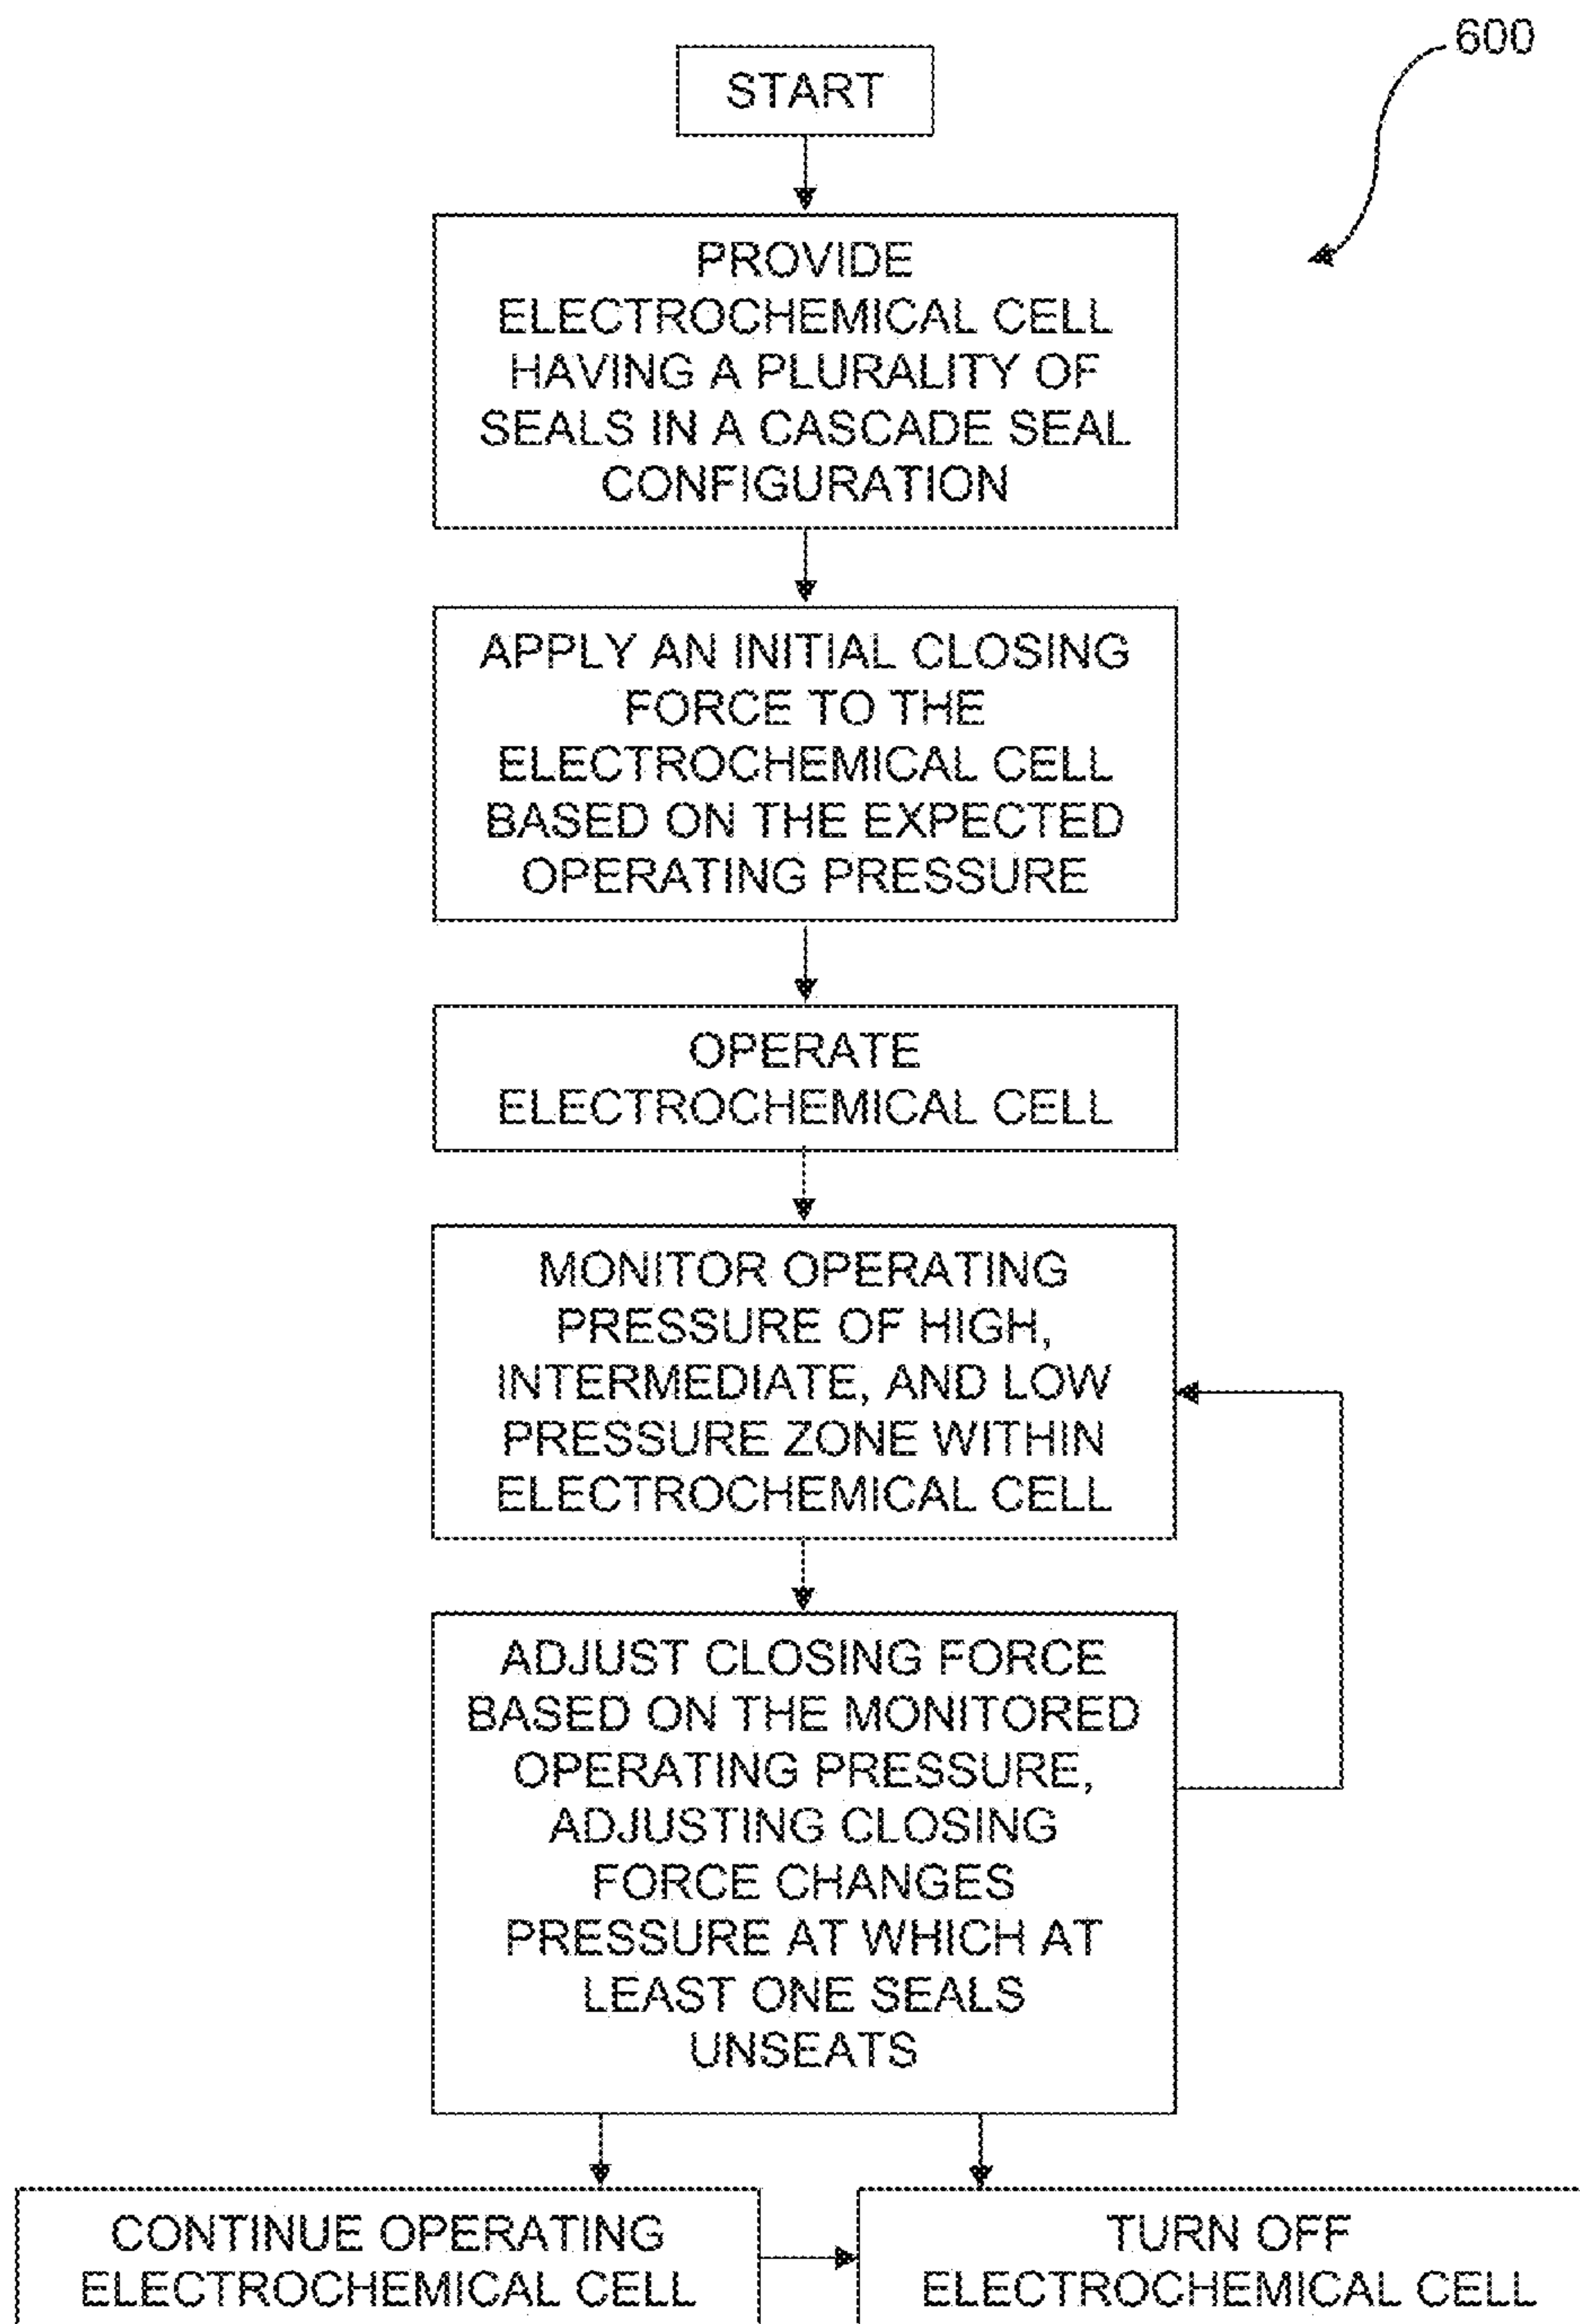 600
START
PROVIDE
ELECTROCHEMICAL CELL
HAVING A PLURALITY OF
SEALS IN A CASCADE SEAL
CONFIGURATION
APPLY AN INITIAL CLOSING
FORCE TO THE
ELECTROCHEMICAL CELL
BASED ON THE EXPECTED
OPERATING PRESSURE
OPERATE
ELECTROCHEMICAL CELL
MONITOR OPERATING
PRESSURE OF HIGH,
INTERMEDIATE, AND LOW
PRESSURE ZONE WITHIN
ELECTROCHEMICAL CELL
ADJUST CLOSING FORCE
BASED ON THE MONITORED
OPERATING PRESSURE,
ADJUSTING CLOSING
FORCE CHANGES
PRESSURE AT WHICH AT
LEAST ONE SEALS
UNSEATS
CONTINUE OPERATING
ELECTROCHEMICAL CELL
TURN OFF
ELECTROCHEMICAL CELL